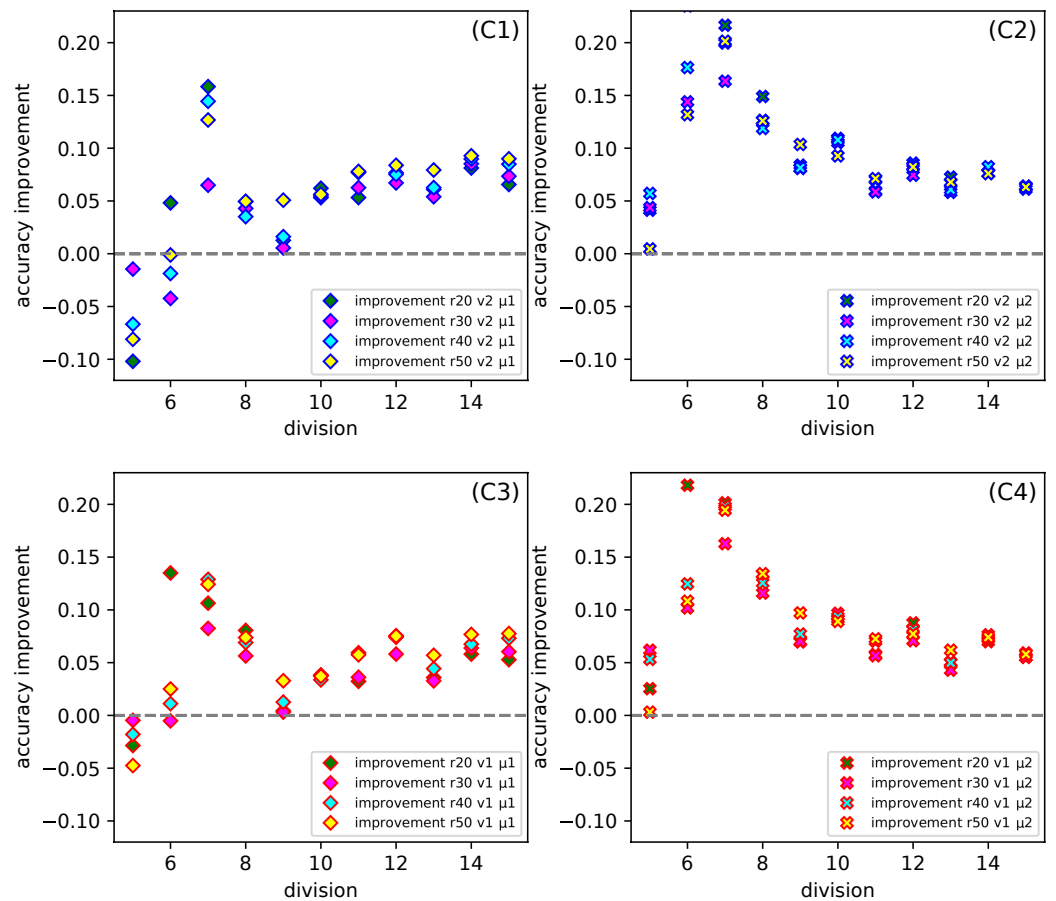 (C1)
accuracy improvement
0.20
0.15
0.10
0.05
0.00
−0.05
−0.10
improvement r20 v2 μ1
improvement r30 v2 μ1
improvement r40 v2 μ1
improvement r50 v2 μ1
6 8 10 12 14
division
(C2)
accuracy improvement
0.20
0.15
0.10
0.05
0.00
−0.05
−0.10
improvement r20 v2 μ2
improvement r30 v2 μ2
improvement r40 v2 μ2
improvement r50 v2 μ2
6 8 10 12 14
division
(C3)
accuracy improvement
0.20
0.15
0.10
0.05
0.00
−0.05
−0.10
improvement r20 v1 μ1
improvement r30 v1 μ1
improvement r40 v1 μ1
improvement r50 v1 μ1
6 8 10 12 14
division
(C4)
accuracy improvement
0.20
0.15
0.10
0.05
0.00
−0.05
−0.10
improvement r20 v1 μ2
improvement r30 v1 μ2
improvement r40 v1 μ2
improvement r50 v1 μ2
6 8 10 12 14
division